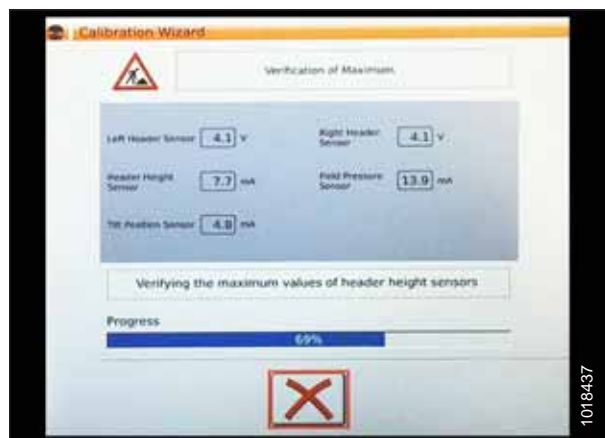 Calibration Wizard
Verification of Maximum
Left Header Sensor 4.1 V Right Header Sensor 4.1 V
Header Height Sensor 7.7 mA Field Pressure Sensor 13.9 mA
Tilt Position Sensor 4.8 mA
Verifying the maximum values of header height sensors
Progress
69%
1018437